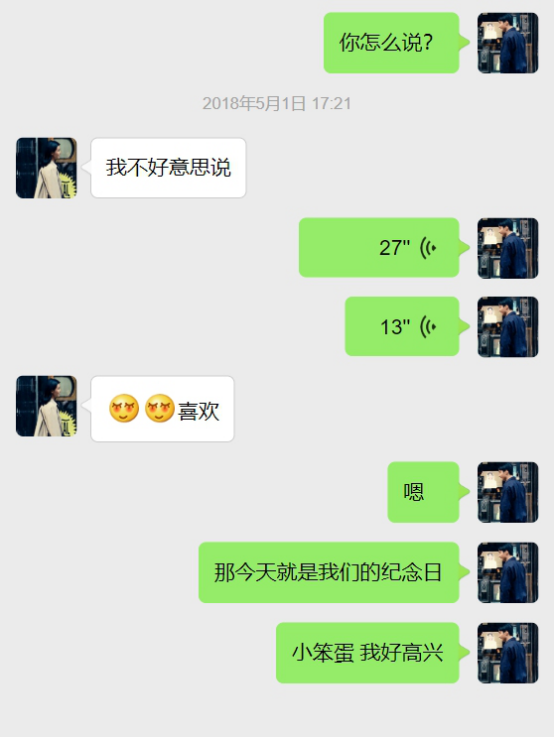 你怎么说?
2018年5月1日 17:21
我不好意思说
27"
13"
喜欢
嗯
那今天就是我们的纪念日
小笨蛋 我好高兴